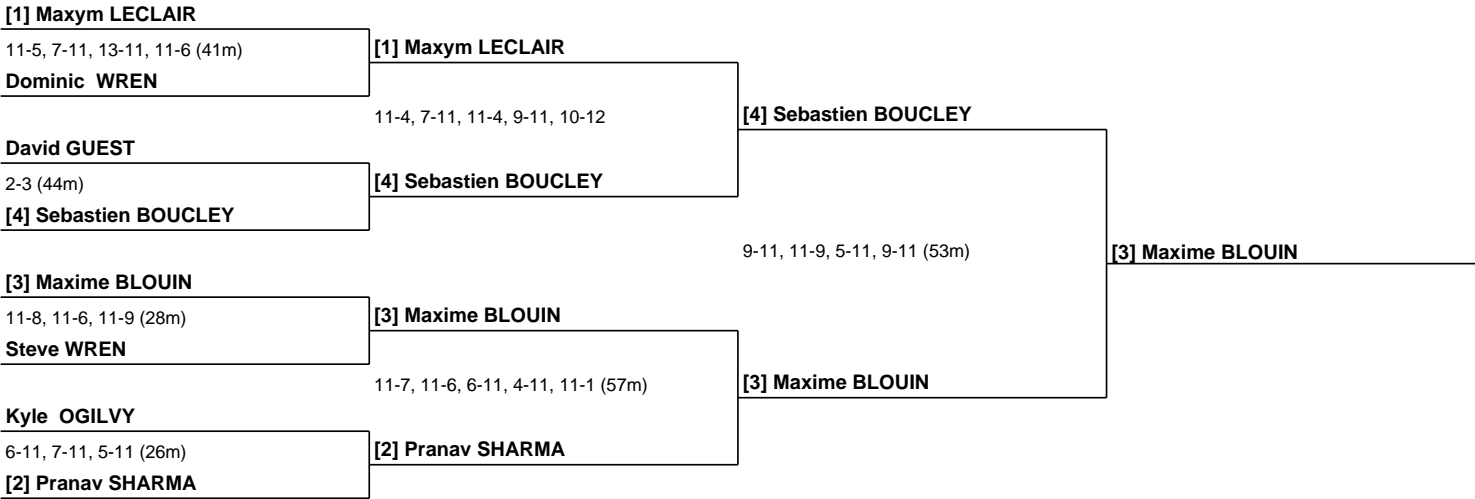 [1] Maxym LECLAIR
11-5, 7-11, 13-11, 11-6 (41m)
Dominic WREN
David GUEST
2-3 (44m)
[4] Sebastien BOUCLEY
[3] Maxime BLOUIN
11-8, 11-6, 11-9 (28m)
Steve WREN
Kyle OGILVY
6-11, 7-11, 5-11 (26m)
[2] Pranav SHARMA
[1] Maxym LECLAIR
11-4, 7-11, 11-4, 9-11, 10-12
[4] Sebastien BOUCLEY
[3] Maxime BLOUIN
11-7, 11-6, 6-11, 4-11, 11-1 (57m)
[2] Pranav SHARMA
[4] Sebastien BOUCLEY
9-11, 11-9, 5-11, 9-11 (53m)
[3] Maxime BLOUIN
[3] Maxime BLOUIN